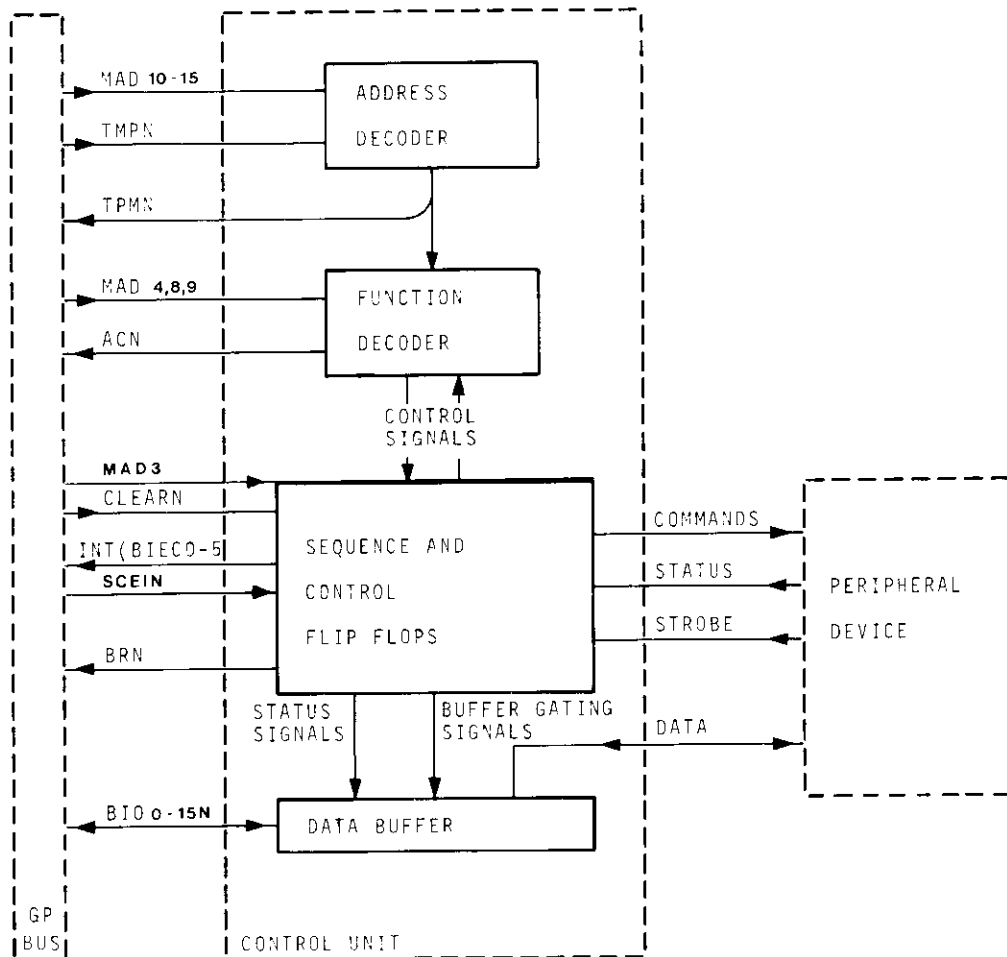 MAD 10-15
ADDRESS
DECODER
TMPN
TPMN
MAD 4,8,9
FUNCTION
DECODER
ACN
CONTROL
SIGNALS
MAD3
CLEARN
INT(BIECO-5
SCEIN
BRN
SEQUENCE AND
CONTROL
FLIP FLOPS
COMMANDS
STATUS
STROBE
PERIPHERAL
DEVICE
STATUS
SIGNALS
BUFFER GATING
SIGNALS
DATA
BIO 0-15N
DATA BUFFER
GP
BUS
CONTROL UNIT